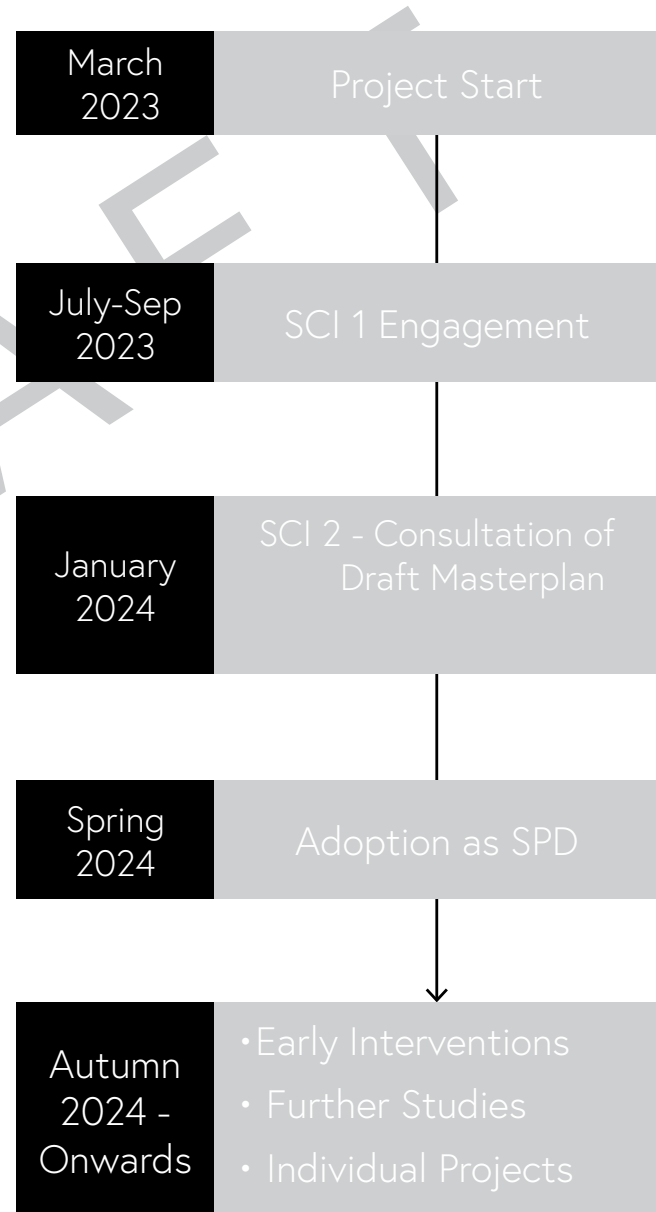 March
2023
Project Start
July-Sep
2023
SCI 1 Engagement
January
2024
SCI 2 - Consultation of
Draft Masterplan
Spring
2024
Adoption as SPD
Autumn
2024 -
Onwards
• Early Interventions
• Further Studies
• Individual Projects